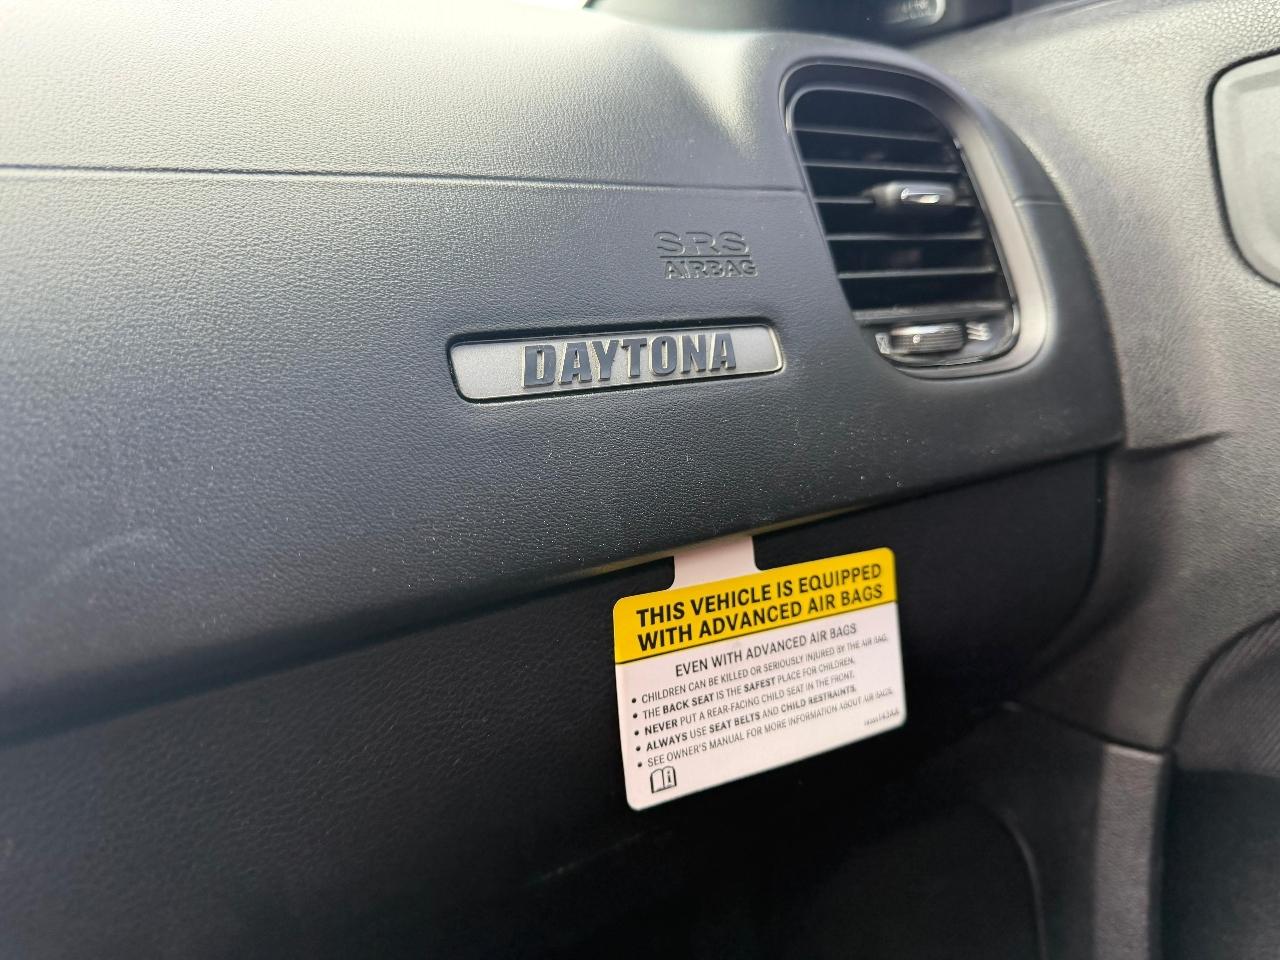 SRS
AIRBAG
DAYTONA
THIS VEHICLE IS EQUIPPED
WITH ADVANCED AIR BAGS
EVEN WITH ADVANCED AIR BAGS
• CHILDREN CAN BE KILLED OR SERIOUSLY INJURED BY THE AIR BAG.
• THE BACK SEAT IS THE SAFEST PLACE FOR CHILDREN.
• NEVER PUT A REAR-FACING CHILD SEAT IN THE FRONT.
• ALWAYS USE SEAT BELTS AND CHILD RESTRAINTS.
• SEE OWNER'S MANUAL FOR MORE INFORMATION ABOUT AIR BAGS.